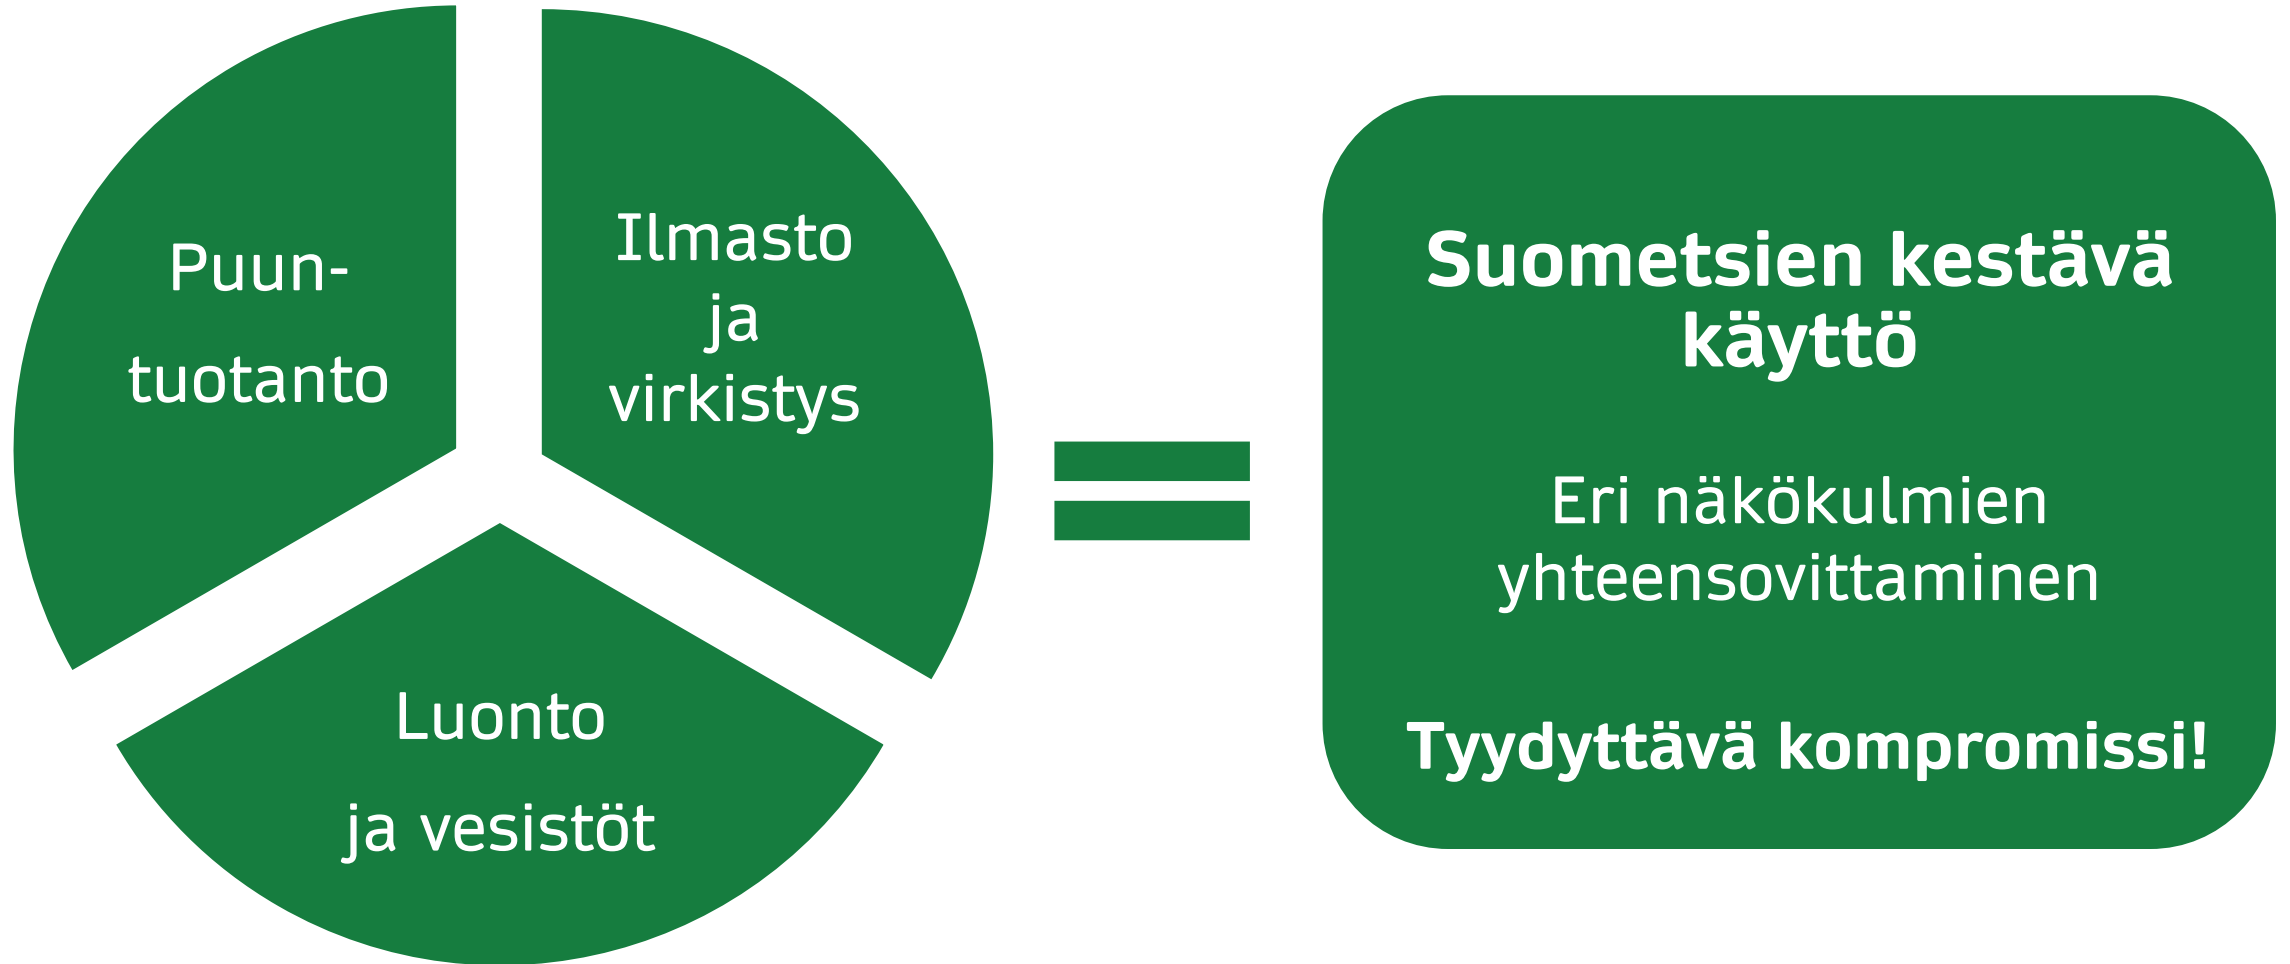 Puun-
tuotanto
Ilmasto
ja
virkistys
Luonto
ja vesistöt
Suometsien kestävä
käyttö
Eri näkökulmien
yhteensovittaminen
Tyydyttävä kompromissi!